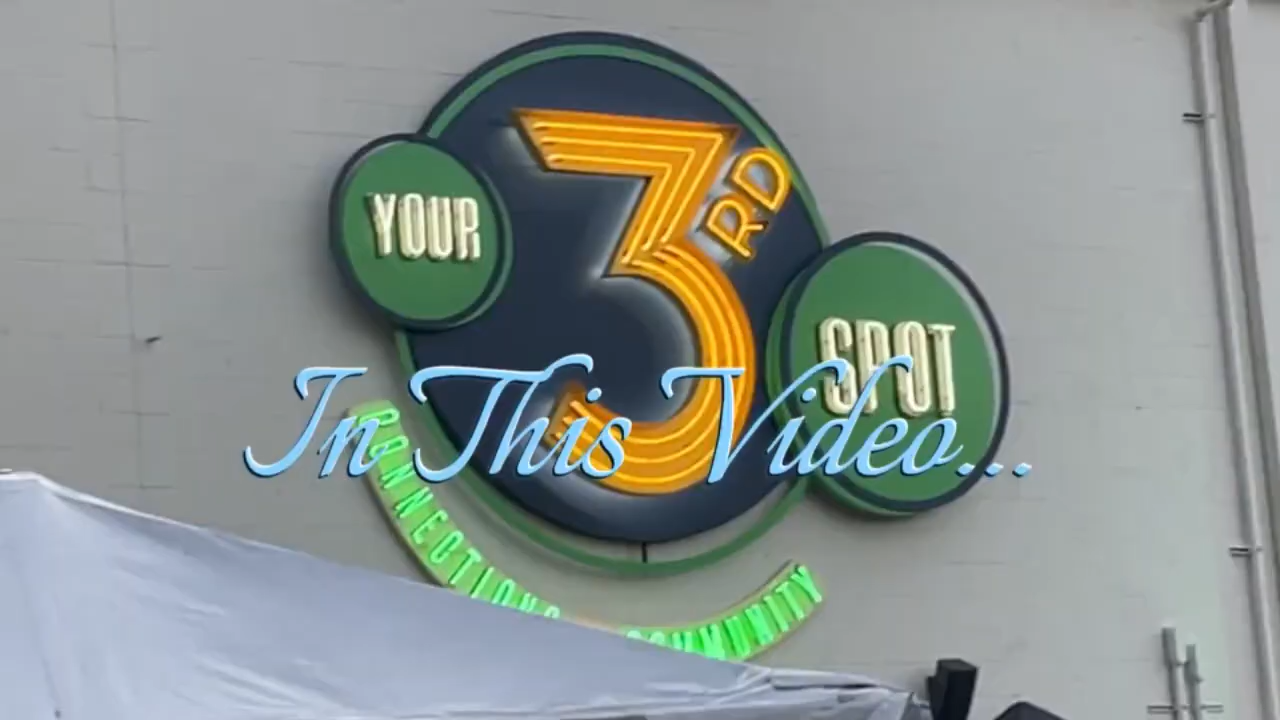 YOUR
3RD
SPOT
In This Video...
CONNECTIONS
COMMUNITY